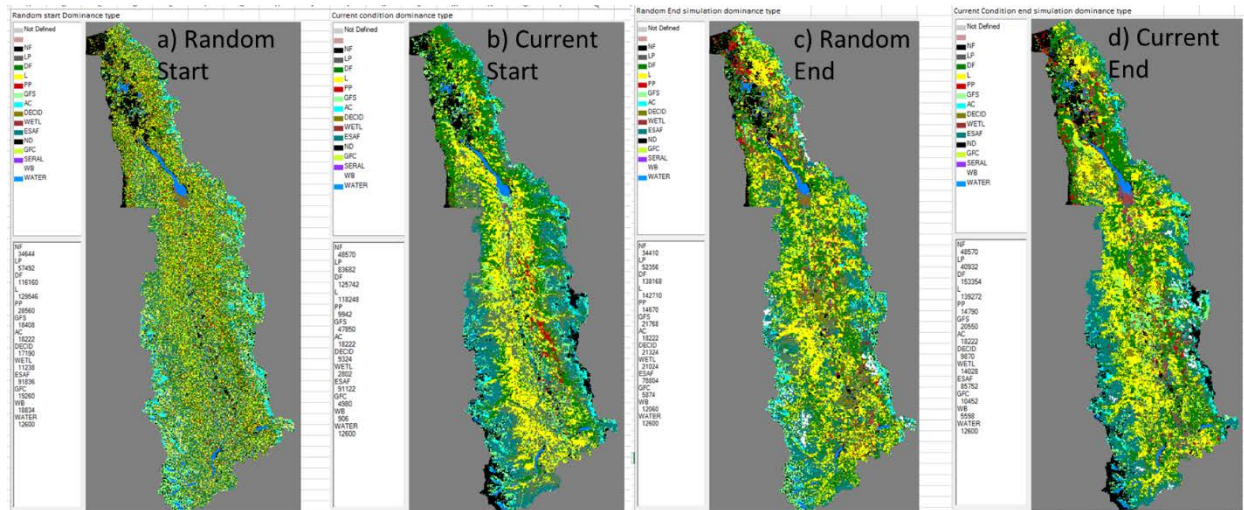 Random start Dominance type
a) Random
Start
Not Defined
NF
LP
DF
L
PP
GFS
AC
DECID
WETL
ESAF
ND
GFC
SERAL
WB
WATER
NF
34644
LP
57492
DF
116160
L
129546
PP
28560
GFS
18408
AC
18222
DECID
17190
WETL
11238
ESAF
91836
GFC
19260
WB
18834
WATER
12600
Current condition dominance type
b) Current
Start
Not Defined
NF
LP
DF
L
PP
GFS
AC
DECID
WETL
ESAF
ND
GFC
SERAL
WB
WATER
NF
48570
LP
83682
DF
125742
L
118248
PP
9942
GFS
47850
AC
18222
DECID
9324
WETL
2802
ESAF
91122
GFC
4980
WB
906
WATER
12600
Random End simulation dominance type
c) Random
End
Not Defined
NF
LP
DF
L
PP
GFS
AC
DECID
WETL
ESAF
ND
GFC
SERAL
WB
WATER
NF
34410
LP
52356
DF
138168
L
142710
PP
14670
GFS
21768
AC
18222
DECID
21324
WETL
21024
ESAF
78804
GFC
5874
WB
12060
WATER
12600
Current Condition end simulation dominance type
d) Current
End
Not Defined
NF
LP
DF
L
PP
GFS
AC
DECID
WETL
ESAF
ND
GFC
SERAL
WB
WATER
NF
48570
LP
40932
DF
153354
L
139272
PP
14790
GFS
20550
AC
18222
DECID
9870
WETL
14028
ESAF
85752
GFC
10452
WB
5598
WATER
12600